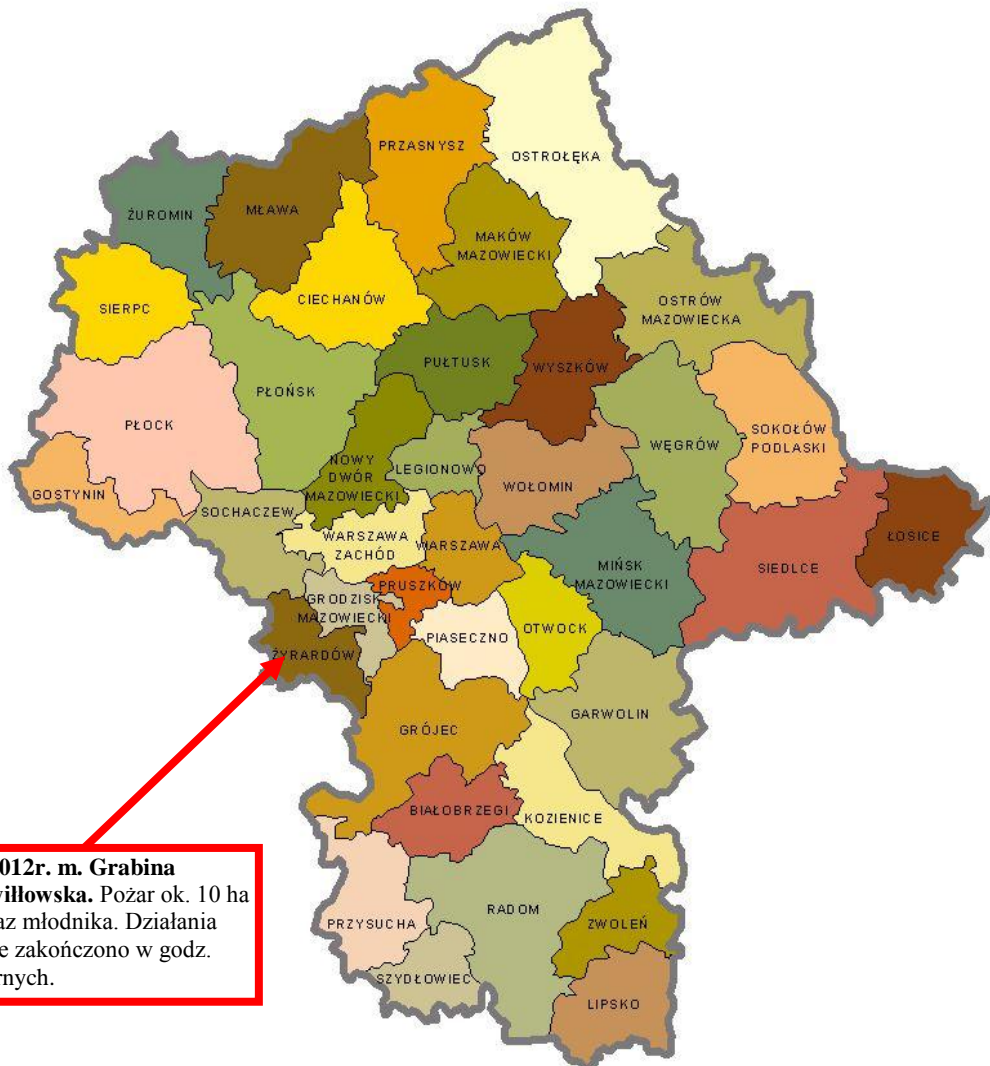 PRZASNYSZ
OSTROŁĘKA
ŻUROMIN
MŁAWA
MAKÓW
MAZOWIECKI
SIERPC
CIECHANÓW
OSTRÓW
MAZOWIECKA
PUŁTUSK
WYSZKÓW
PŁOŃSK
PŁOCK
SOKOŁÓW
PODLASKI
WĘGRÓW
NOWY
DWÓR
MAZOWIECKI
LEGIONOWO
WOŁOMIN
GOSTYNIN
SOCHACZEW
WARSZAWA
ZACHÓD
WARSZAWA
MIŃSK
MAZOWIECKI
SIEDLCE
ŁOSICE
PRUSZKÓW
GRODZISK
MAZOWIECKI
PIASECZNO
OTWOCK
ŻYRARDÓW
GARWOLIN
GRÓJEC
BIAŁOBRZEGI
KOZIENICE
012r. m. Grabina
wiłłowska. Pożar ok. 10 ha
az młodnika. Działania
e zakończono w godz.
rnych.
PRZYSUCHA
RADOM
ZWOLEŃ
SZYDŁOWIEC
LIPSKO